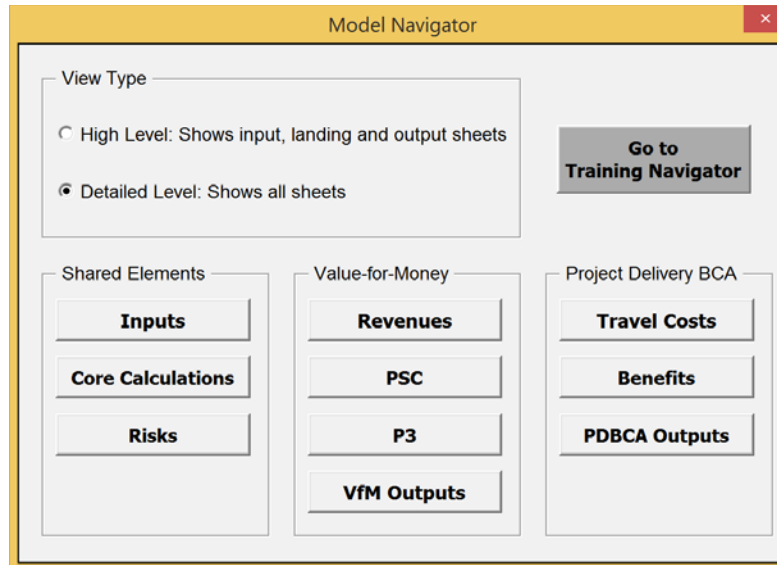 Model Navigator
View Type
High Level: Shows input, landing and output sheets
Detailed Level: Shows all sheets
Go to
Training Navigator
Shared Elements
Inputs
Core Calculations
Risks
Value-for-Money
Revenues
PSC
P3
VfM Outputs
Project Delivery BCA
Travel Costs
Benefits
PDBCA Outputs